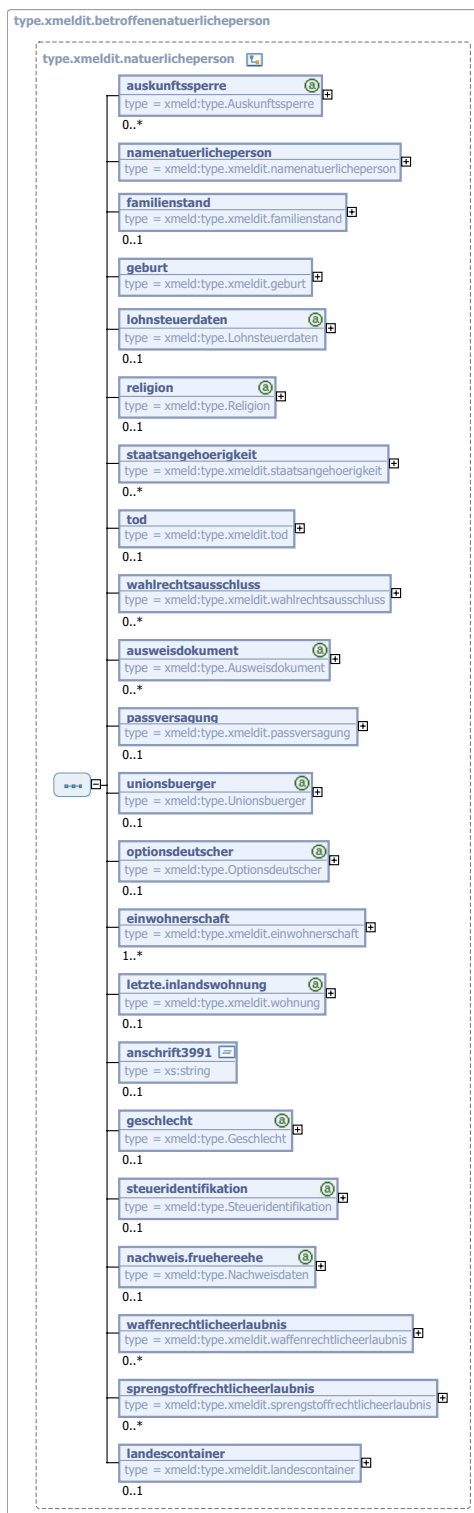 type.xmeldit.betroffenenatuerlicheperson
type.xmeldit.natuerlicheperson
auskunftssperre a
type = xmeld:type.Auskunftssperre
0..*
namenatuerlicheperson
type = xmeld:type.xmeldit.namenatuerlicheperson
familienstand
type = xmeld:type.xmeldit.familienstand
0..1
geburt
type = xmeld:type.xmeldit.geburt
lohnsteuerdaten a
type = xmeld:type.Lohnsteuerdaten
0..1
religion a
type = xmeld:type.Religion
0..1
staatsangehoerigkeit
type = xmeld:type.xmeldit.staatsangehoerigkeit
0..*
tod
type = xmeld:type.xmeldit.tod
0..1
wahlrechtsausschluss
type = xmeld:type.xmeldit.wahlrechtsausschluss
0..*
ausweisdokument a
type = xmeld:type.Ausweisdokument
0..*
passversagung
type = xmeld:type.xmeldit.passversagung
0..1
unionsbuerger a
type = xmeld:type.Unionsbuerger
0..1
optionsdeutscher a
type = xmeld:type.Optionsdeutscher
0..1
einwohnerschaft
type = xmeld:type.xmeldit.einwohnerschaft
1..*
letzte.inlandswohnung a
type = xmeld:type.xmeldit.wohnung
0..1
anschrift3991
type = xs:string
0..1
geschlecht a
type = xmeld:type.Geschlecht
0..1
steueridentifikation a
type = xmeld:type.Steueridentifikation
0..1
nachweis.fruehereehe a
type = xmeld:type.Nachweisdaten
0..1
waffenrechtlicheerlaubnis
type = xmeld:type.xmeldit.waffenrechtlicheerlaubnis
0..*
sprengstoffrechtlicheerlaubnis
type = xmeld:type.xmeldit.sprengstoffrechtlicheerlaubnis
0..*
landescontainer
type = xmeld:type.xmeldit.landescontainer
0..1